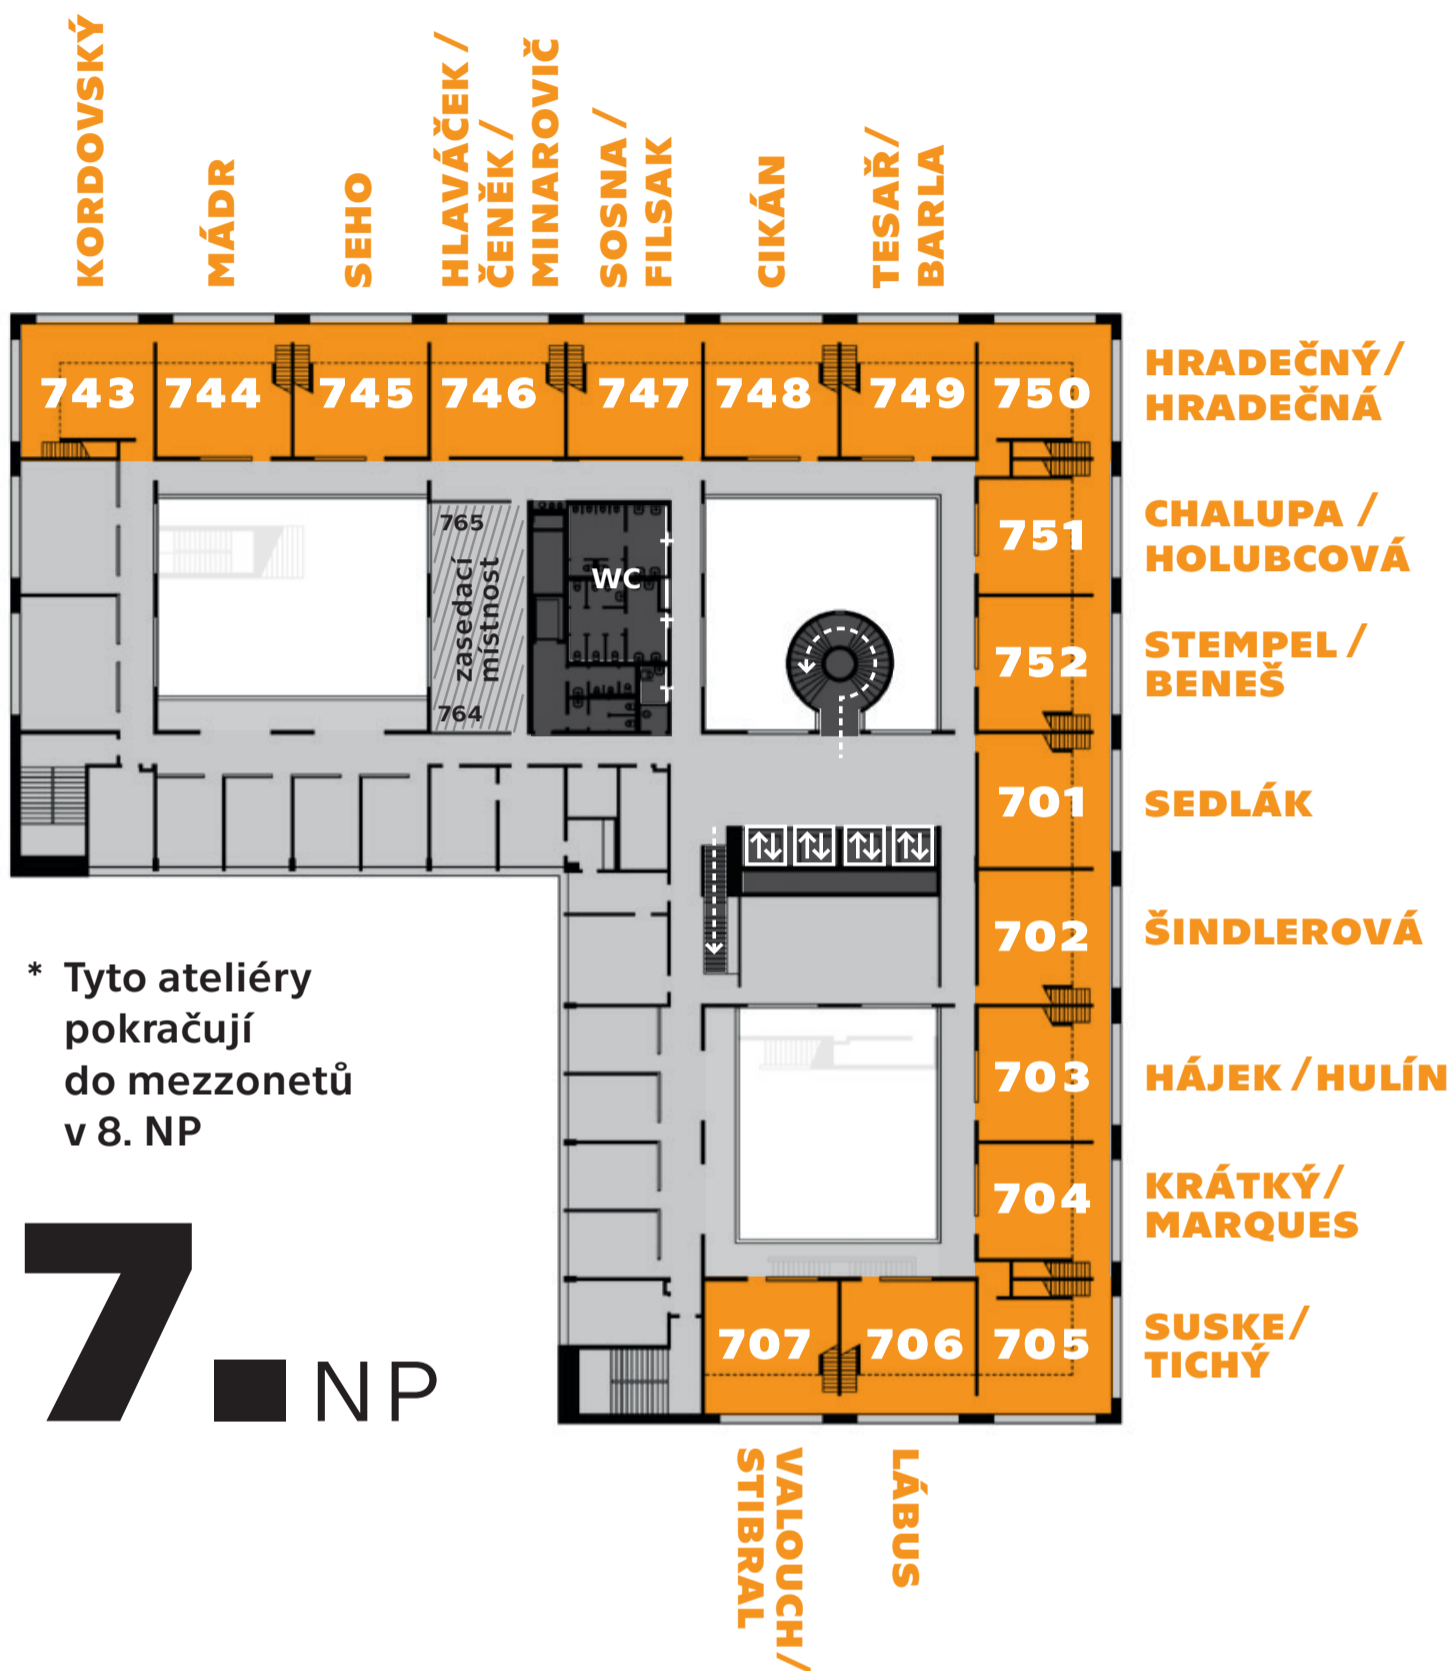 KORDOVSKÝ
MÁDR
SEHO
HLAVÁČEK /
ČENĚK /
MINAROVIČ
SOSNA /
FILSAK
CIKÁN
TESAŘ/
BARLA
743
744
745
746
747
748
749
750
HRADEČNÝ/
HRADEČNÁ
751
CHALUPA /
HOLUBCOVÁ
765
zasedací
místnost
764
WC
752
STEMPEL /
BENEŠ
701
SEDLÁK
702
ŠINDLEROVÁ
* Tyto ateliéry
pokračují
do mezzonetů
v 8. NP
703
HÁJEK / HULÍN
704
KRÁTKÝ/
MARQUES
707
706
705
SUSKE/
TICHÝ
7. NP
VALOUCH /
STIBRAL
LÁBUS